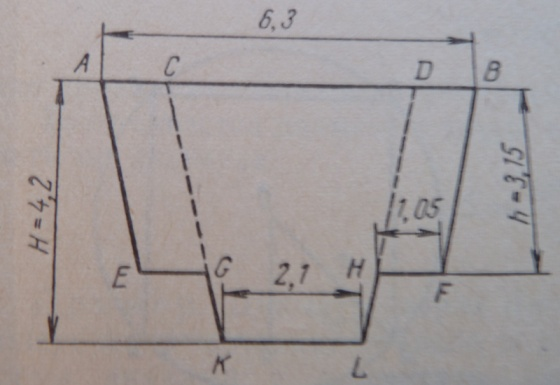 6,3
A C D B
H=4,2
h=3,15
1,05
E G 2,1 H F
K L